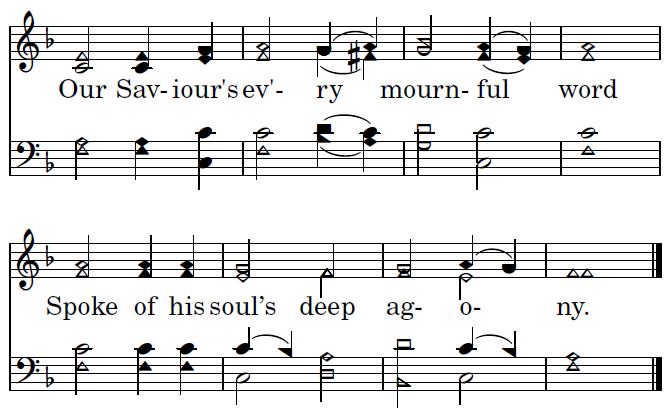 Our Sav- iour's ev'- ry mourn- ful word
Spoke of his soul's deep ag- o- ny.